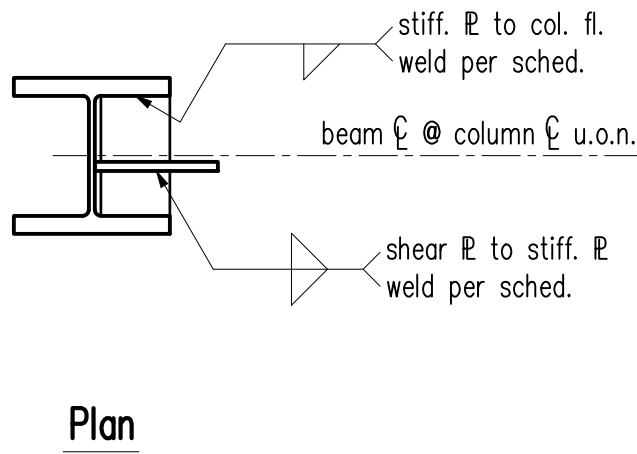 stiff. ⅊ to col. fl.
weld per sched.
beam ℄ @ column ℄ u.o.n.
shear ⅊ to stiff. ⅊
weld per sched.
Plan